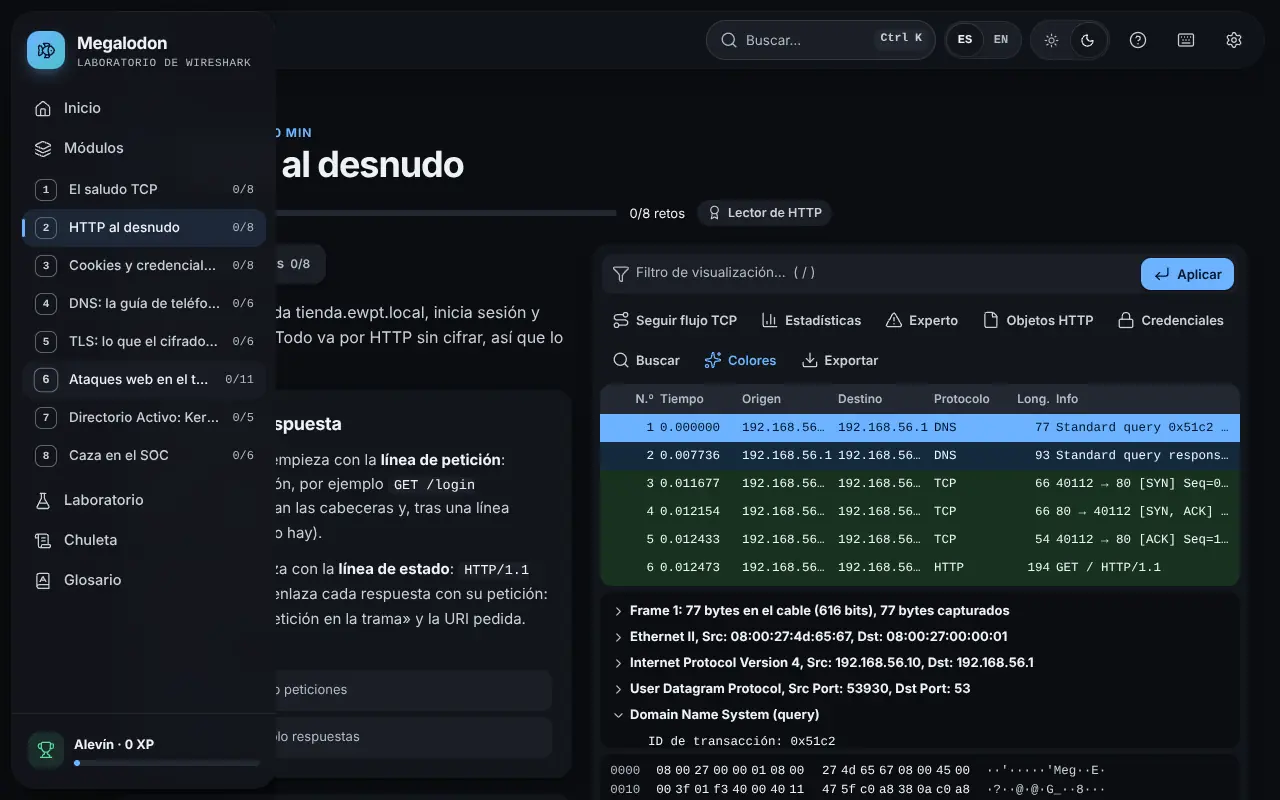 Megalodon
LABORATORIO DE WIRESHARK
Inicio
Módulos
1 El saludo TCP 0/8
2 HTTP al desnudo 0/8
3 Cookies y credencial... 0/8
4 DNS: la guía de teléfo... 0/6
5 TLS: lo que el cifrado... 0/6
6 Ataques web en el t... 0/11
7 Directorio Activo: Ker... 0/5
8 Caza en el SOC 0/6
Laboratorio
Chuleta
Glosario
Alevín · 0 XP
Buscar... Ctrl K
ES EN
0 MIN
al desnudo
0/8 retos Lector de HTTP
s 0/8
da tienda.ewpt.local, inicia sesión y
Todo va por HTTP sin cifrar, así que lo
spuesta
empieza con la línea de petición:
ón, por ejemplo GET /login
an las cabeceras y, tras una línea
o hay).
za con la línea de estado: HTTP/1.1
enlaza cada respuesta con su petición:
etición en la trama» y la URI pedida.
o peticiones
lo respuestas
Filtro de visualización... ( / ) Aplicar
Seguir flujo TCP Estadísticas Experto Objetos HTTP Credenciales
Buscar Colores Exportar
N.º Tiempo Origen Destino Protocolo Long. Info
1 0.000000 192.168.56… 192.168.56.1 DNS 77 Standard query 0x51c2 …
2 0.007736 192.168.56.1 192.168.56… DNS 93 Standard query respons…
3 0.011677 192.168.56… 192.168.56… TCP 66 40112 → 80 [SYN] Seq=0…
4 0.012154 192.168.56… 192.168.56… TCP 66 80 → 40112 [SYN, ACK] …
5 0.012433 192.168.56… 192.168.56… TCP 54 40112 → 80 [ACK] Seq=1…
6 0.012473 192.168.56… 192.168.56… HTTP 194 GET / HTTP/1.1
Frame 1: 77 bytes en el cable (616 bits), 77 bytes capturados
Ethernet II, Src: 08:00:27:4d:65:67, Dst: 08:00:27:00:00:01
Internet Protocol Version 4, Src: 192.168.56.10, Dst: 192.168.56.1
User Datagram Protocol, Src Port: 53930, Dst Port: 53
Domain Name System (query)
ID de transacción: 0x51c2
0000 08 00 27 00 00 01 08 00 27 4d 65 67 08 00 45 00 ··'·····'Meg··E·
0010 00 3f 01 f3 40 00 40 11 47 5f c0 a8 38 0a c0 a8 ·?··@·@·G_··8···